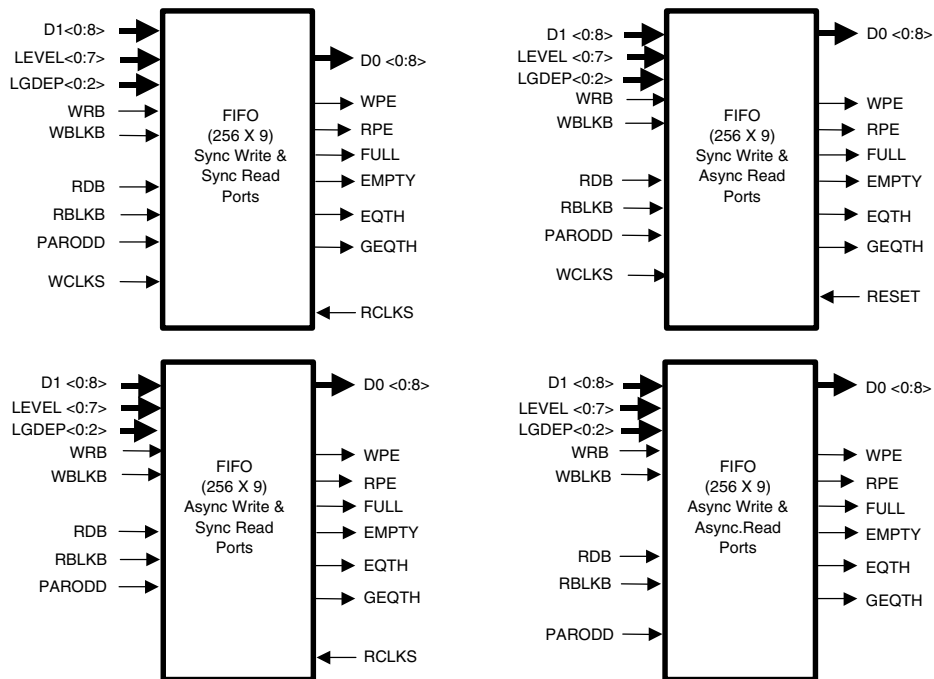 D1<0:8>
LEVEL<0:7>
LGDEP<0:2>
WRB
WBLKB
RDB
RBLKB
PARODD
WCLKS
FIFO
(256 X 9)
Sync Write &
Sync Read
Ports
D0 <0:8>
WPE
RPE
FULL
EMPTY
EQTH
GEQTH
RCLKS
D1 <0:8>
LEVEL <0:7>
LGDEP<0:2>
WRB
WBLKB
RDB
RBLKB
PARODD
WCLKS
FIFO
(256 X 9)
Sync Write &
Async Read
Ports
D0 <0:8>
WPE
RPE
FULL
EMPTY
EQTH
GEQTH
RESET
D1 <0:8>
LEVEL <0:7>
LGDEP<0:2>
WRB
WBLKB
RDB
RBLKB
PARODD
FIFO
(256 X 9)
Async Write &
Sync Read
Ports
D0 <0:8>
WPE
RPE
FULL
EMPTY
EQTH
GEQTH
RCLKS
D1 <0:8>
LEVEL <0:7>
LGDEP<0:2>
WRB
WBLKB
RDB
RBLKB
PARODD
FIFO
(256 X 9)
Async Write &
Async.Read
Ports
D0 <0:8>
WPE
RPE
FULL
EMPTY
EQTH
GEQTH